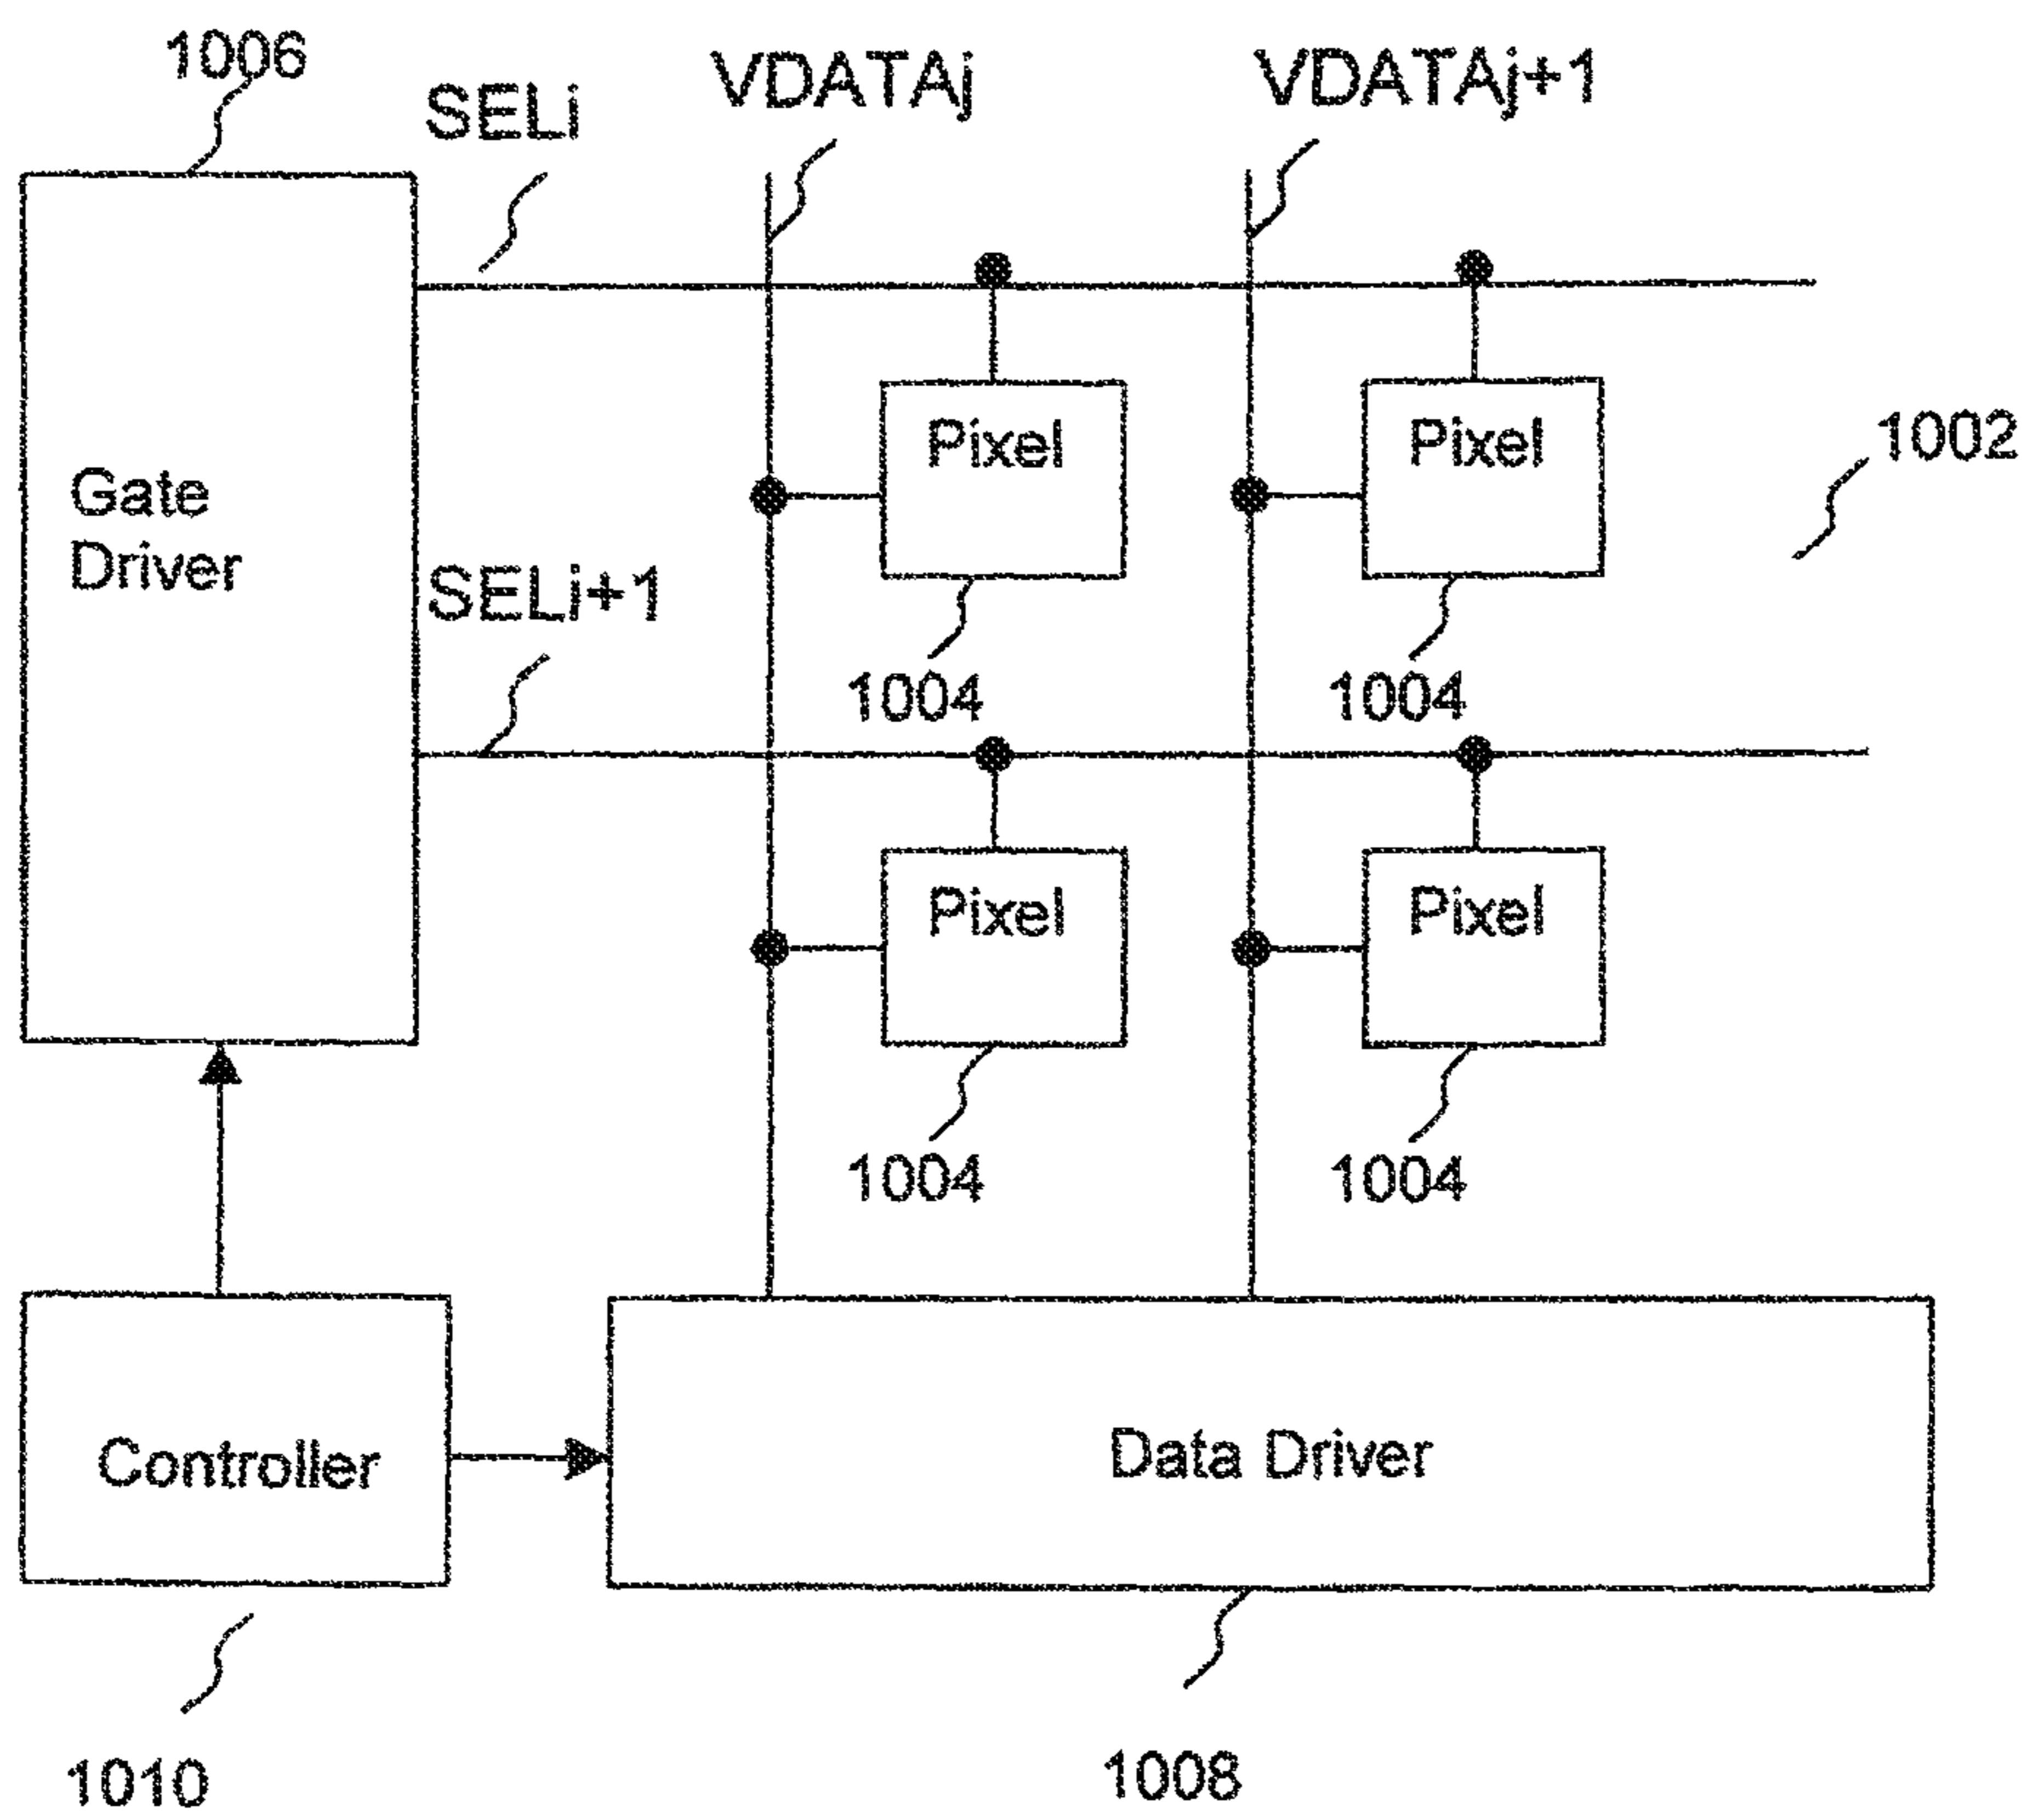 1006
SELi
VDATAj
VDATAj+1
Pixel
Pixel
1002
Gate
Driver
SELi+1
1004
1004
Pixel
Pixel
1004
1004
Controller
Data Driver
1010
1008